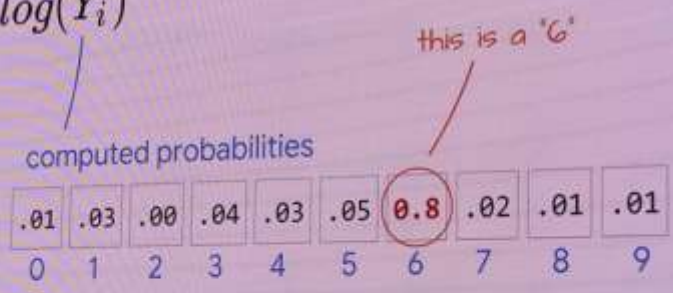 log(Yᵢ)
this is a "6"
computed probabilities
.01 .03 .00 .04 .03 .05 0.8 .02 .01 .01
0 1 2 3 4 5 6 7 8 9